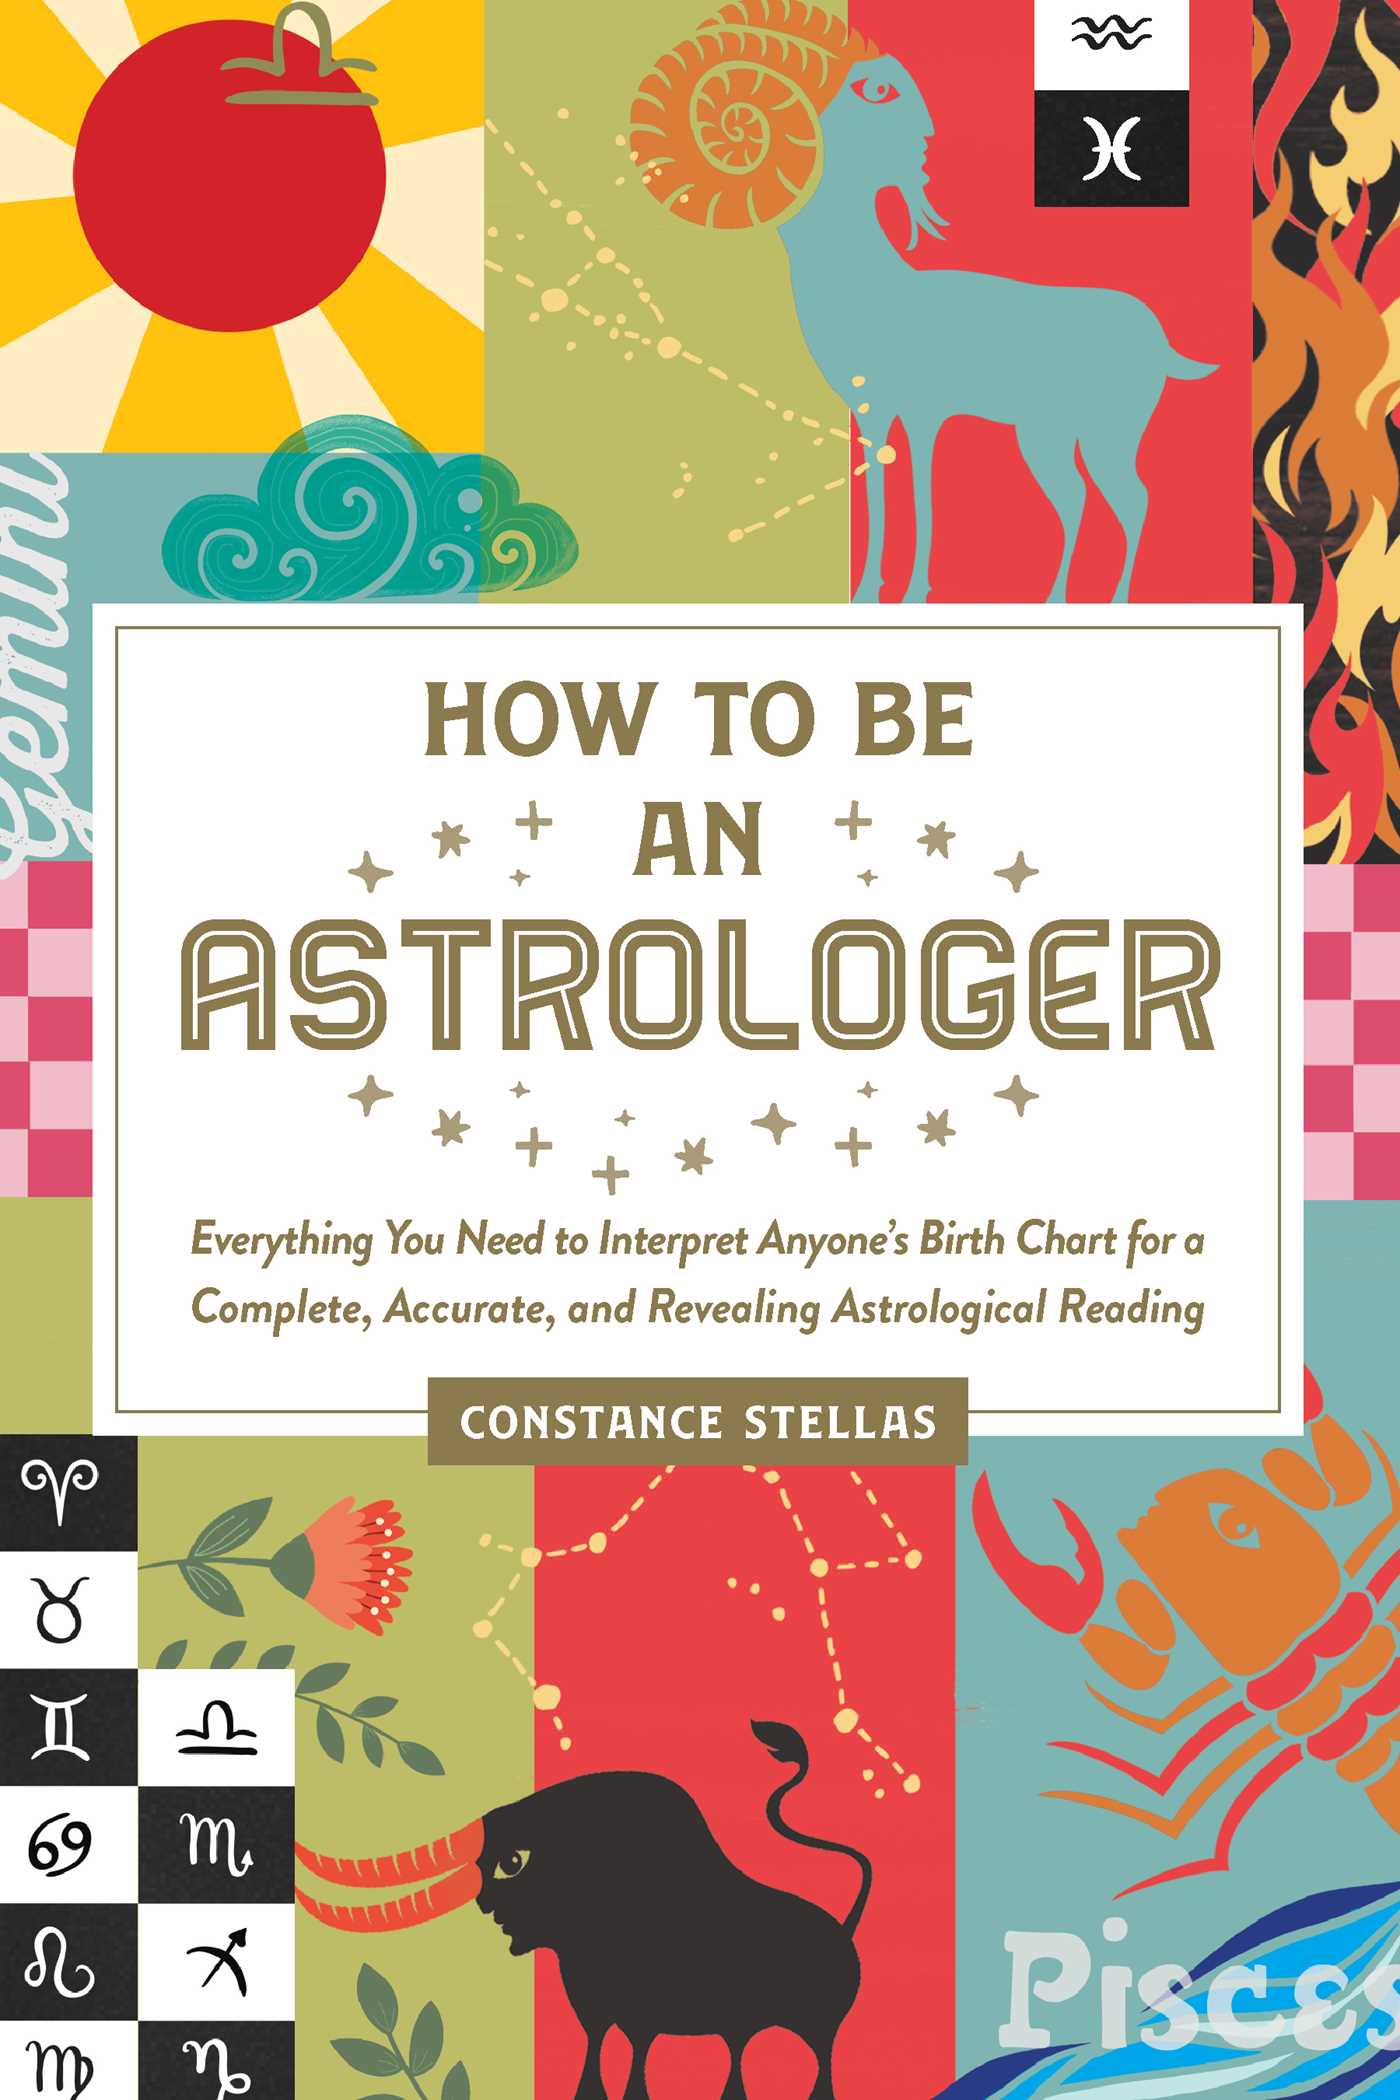 Gemini
HOW TO BE
AN
ASTROLOGER
Everything You Need to Interpret Anyone's Birth Chart for a
Complete, Accurate, and Revealing Astrological Reading
CONSTANCE STELLAS
Pisces